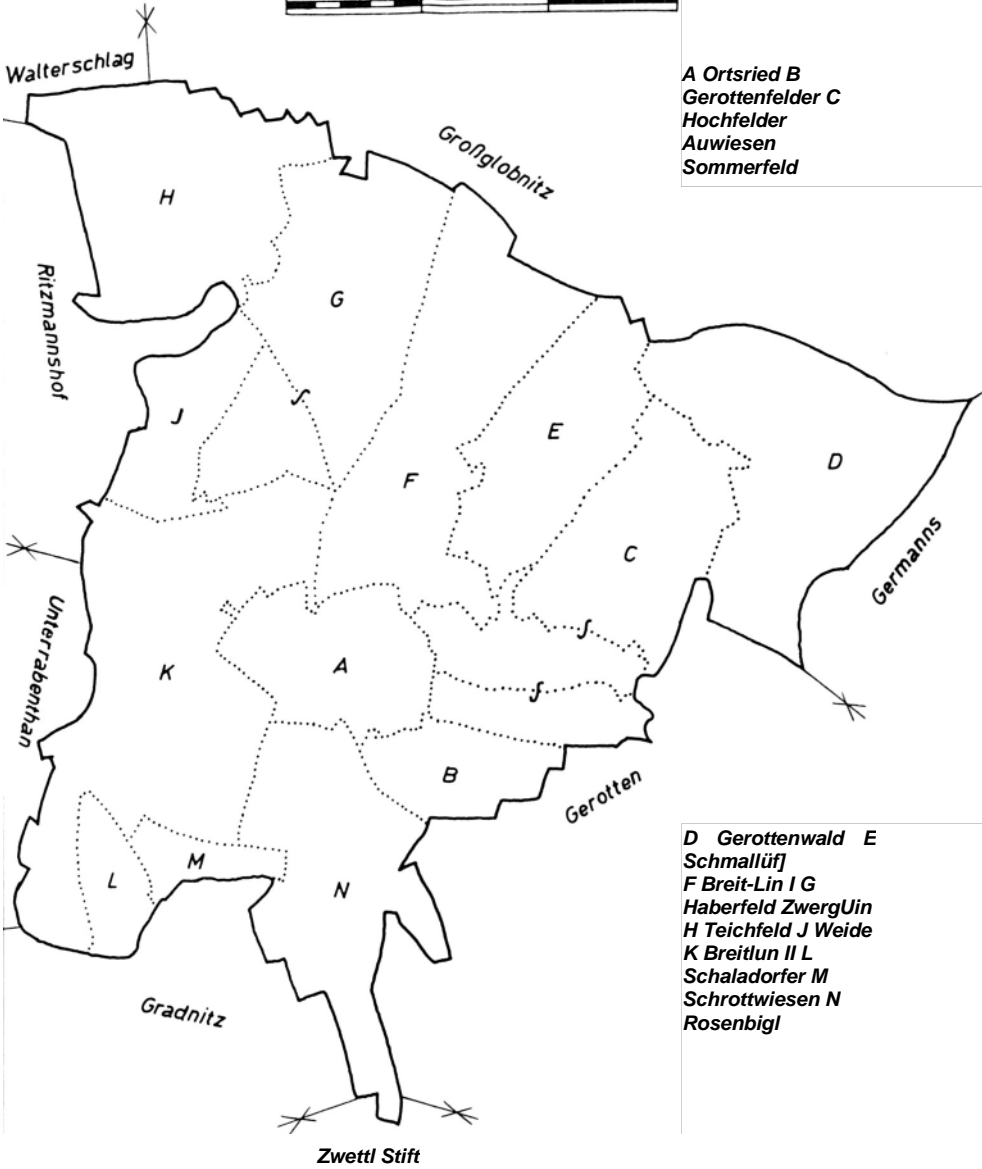 Walterschlag
A Ortsried B
Gerottenfelder C
Hochfelder
Auwiesen
Sommerfeld
Großglobnitz
H
Ritzmannshof
G
J
E
F
D
C
Germanns
Unterrabenthan
K
A
B
Gerotten
L
M
N
D Gerottenwald E
Schmallüf]
F Breit-Lin I G
Haberfeld ZwergUin
H Teichfeld J Weide
K Breitlun II L
Schaladorfer M
Schrottwiesen N
Rosenbigl
Gradnitz
Zwettl Stift